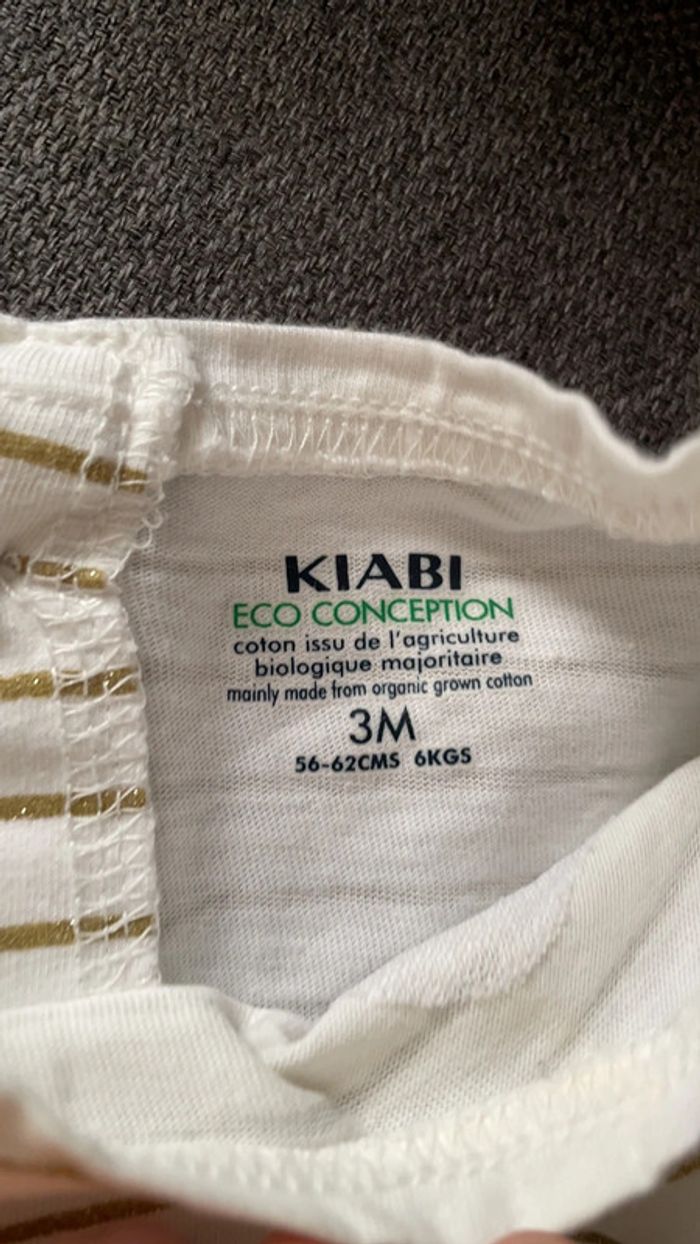 KIABI
ECO CONCEPTION
coton issu de l'agriculture
biologique majoritaire
mainly made from organic grown cotton
3M
56-62CMS 6KGS